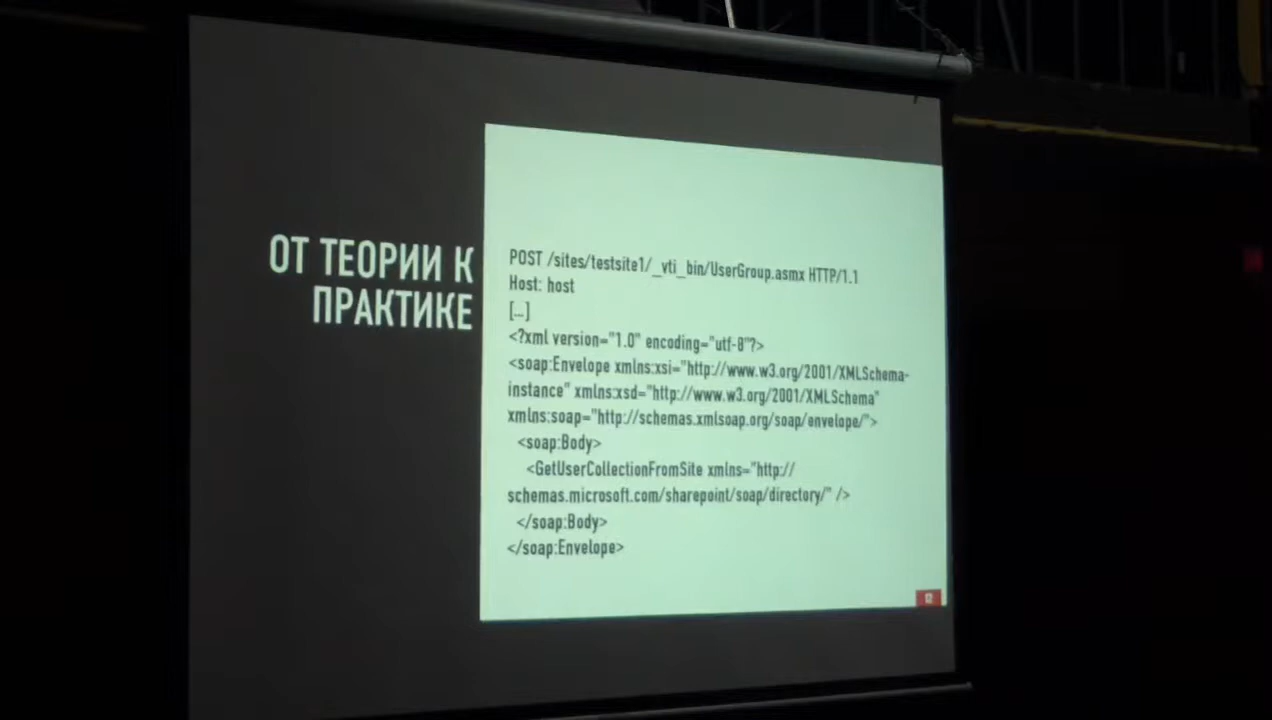 ОТ ТЕОРИИ К
ПРАКТИКЕ
POST /sites/testsite1/_vti_bin/UserGroup.asmx HTTP/1.1
Host: host
[...]
<?xml version="1.0" encoding="utf-8"?>
<soap:Envelope xmlns:xsi="http://www.w3.org/2001/XMLSchema-
instance" xmlns:xsd="http://www.w3.org/2001/XMLSchema"
xmlns:soap="http://schemas.xmlsoap.org/soap/envelope/">
<soap:Body>
<GetUserCollectionFromSite xmlns="http://
schemas.microsoft.com/sharepoint/soap/directory/" />
</soap:Body>
</soap:Envelope>